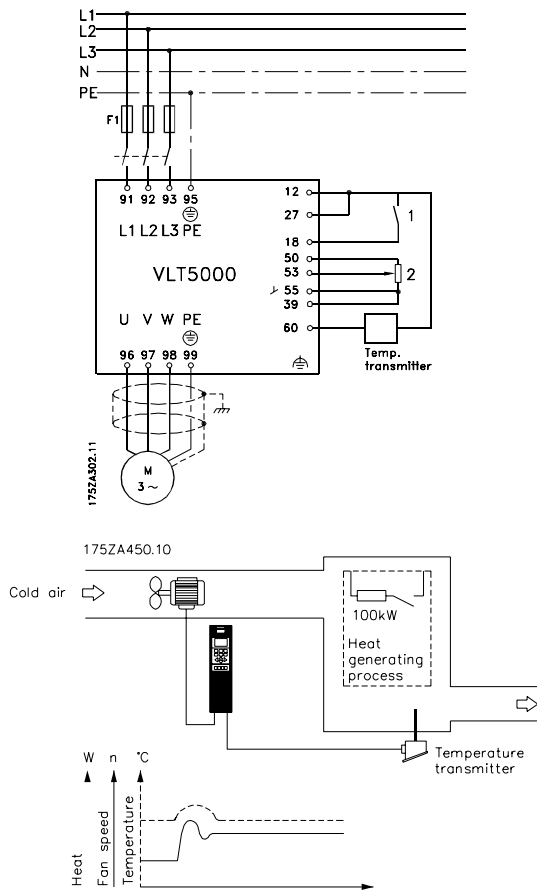 L1
L2
L3
N
PE
F1
91 92 93 95
L1 L2 L3 PE
VLT5000
U V W PE
96 97 98 99
12
27
18
50
53
55
39
60
1
2
Temp.
transmitter
M
3~
175ZA302.11
175ZA450.10
Cold air
100kW
Heat
generating
process
Temperature
transmitter
W n °C
Heat
Fan speed
Temperature